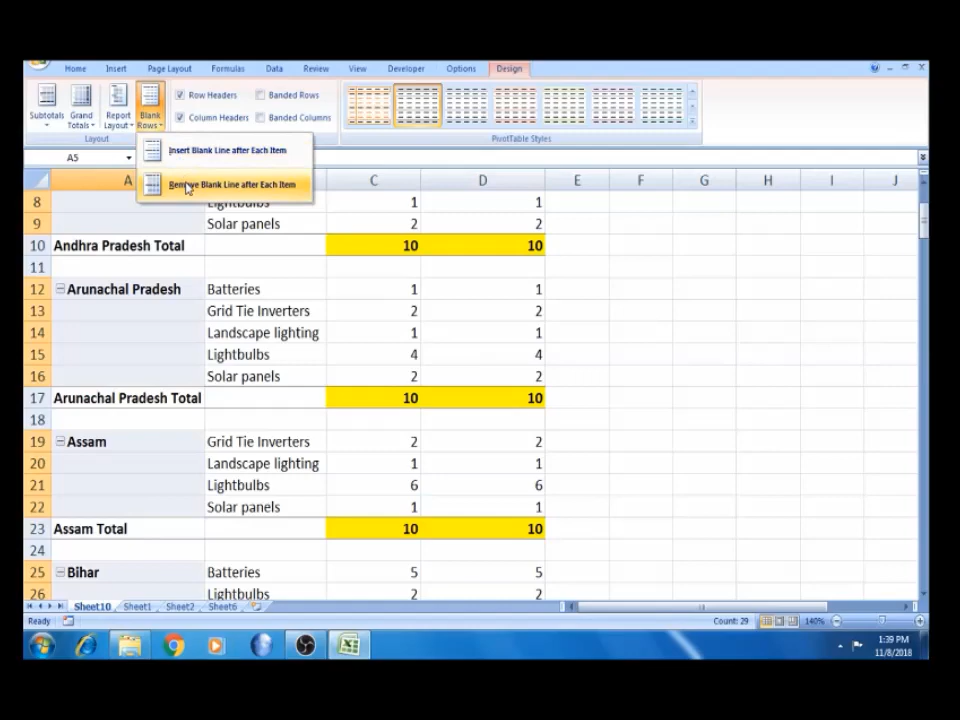 Home Insert Page Layout Formulas Data Review View Developer Options Design
Row Headers Banded Rows
Column Headers Banded Columns
Subtotals Grand Totals Report Layout Blank Rows
Layout PivotTable Styles
A5
Insert Blank Line after Each Item
Remove Blank Line after Each Item
A C D E F G H I J
8 Lightbulbs 1 1
9 Solar panels 2 2
10 Andhra Pradesh Total 10 10
11
12 Arunachal Pradesh Batteries 1 1
13 Grid Tie Inverters 2 2
14 Landscape lighting 1 1
15 Lightbulbs 4 4
16 Solar panels 2 2
17 Arunachal Pradesh Total 10 10
18
19 Assam Grid Tie Inverters 2 2
20 Landscape lighting 1 1
21 Lightbulbs 6 6
22 Solar panels 1 1
23 Assam Total 10 10
24
25 Bihar Batteries 5 5
26 Lightbulbs 2 2
Sheet10 Sheet1 Sheet2 Sheet6
Ready Count: 29 140%
1:39 PM
11/8/2018